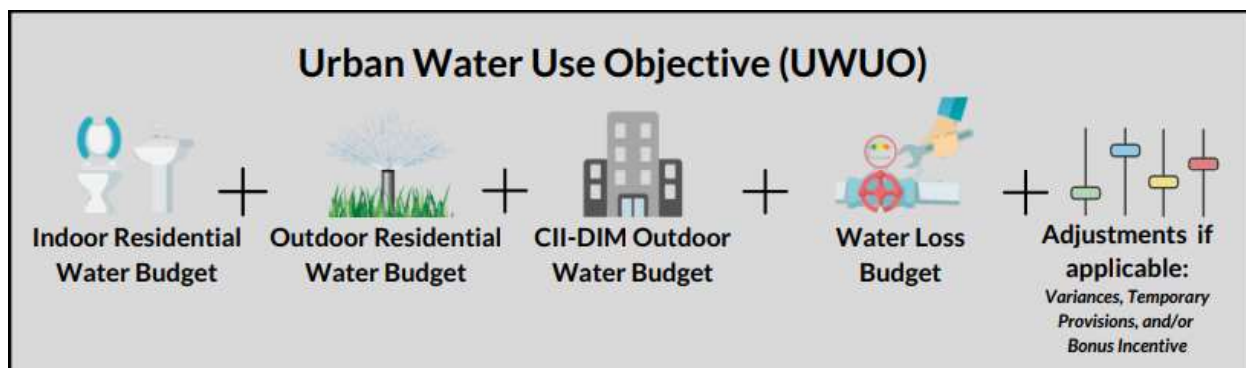 Urban Water Use Objective (UWUO)
Indoor Residential
Water Budget
Outdoor Residential
Water Budget
CII-DIM Outdoor
Water Budget
Water Loss
Budget
Adjustments if
applicable:
Variances, Temporary
Provisions, and/or
Bonus Incentive